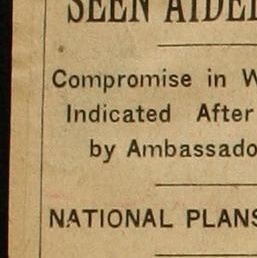 SEEN AIDE
Compromise in W
Indicated After
by Ambassado
NATIONAL PLANS